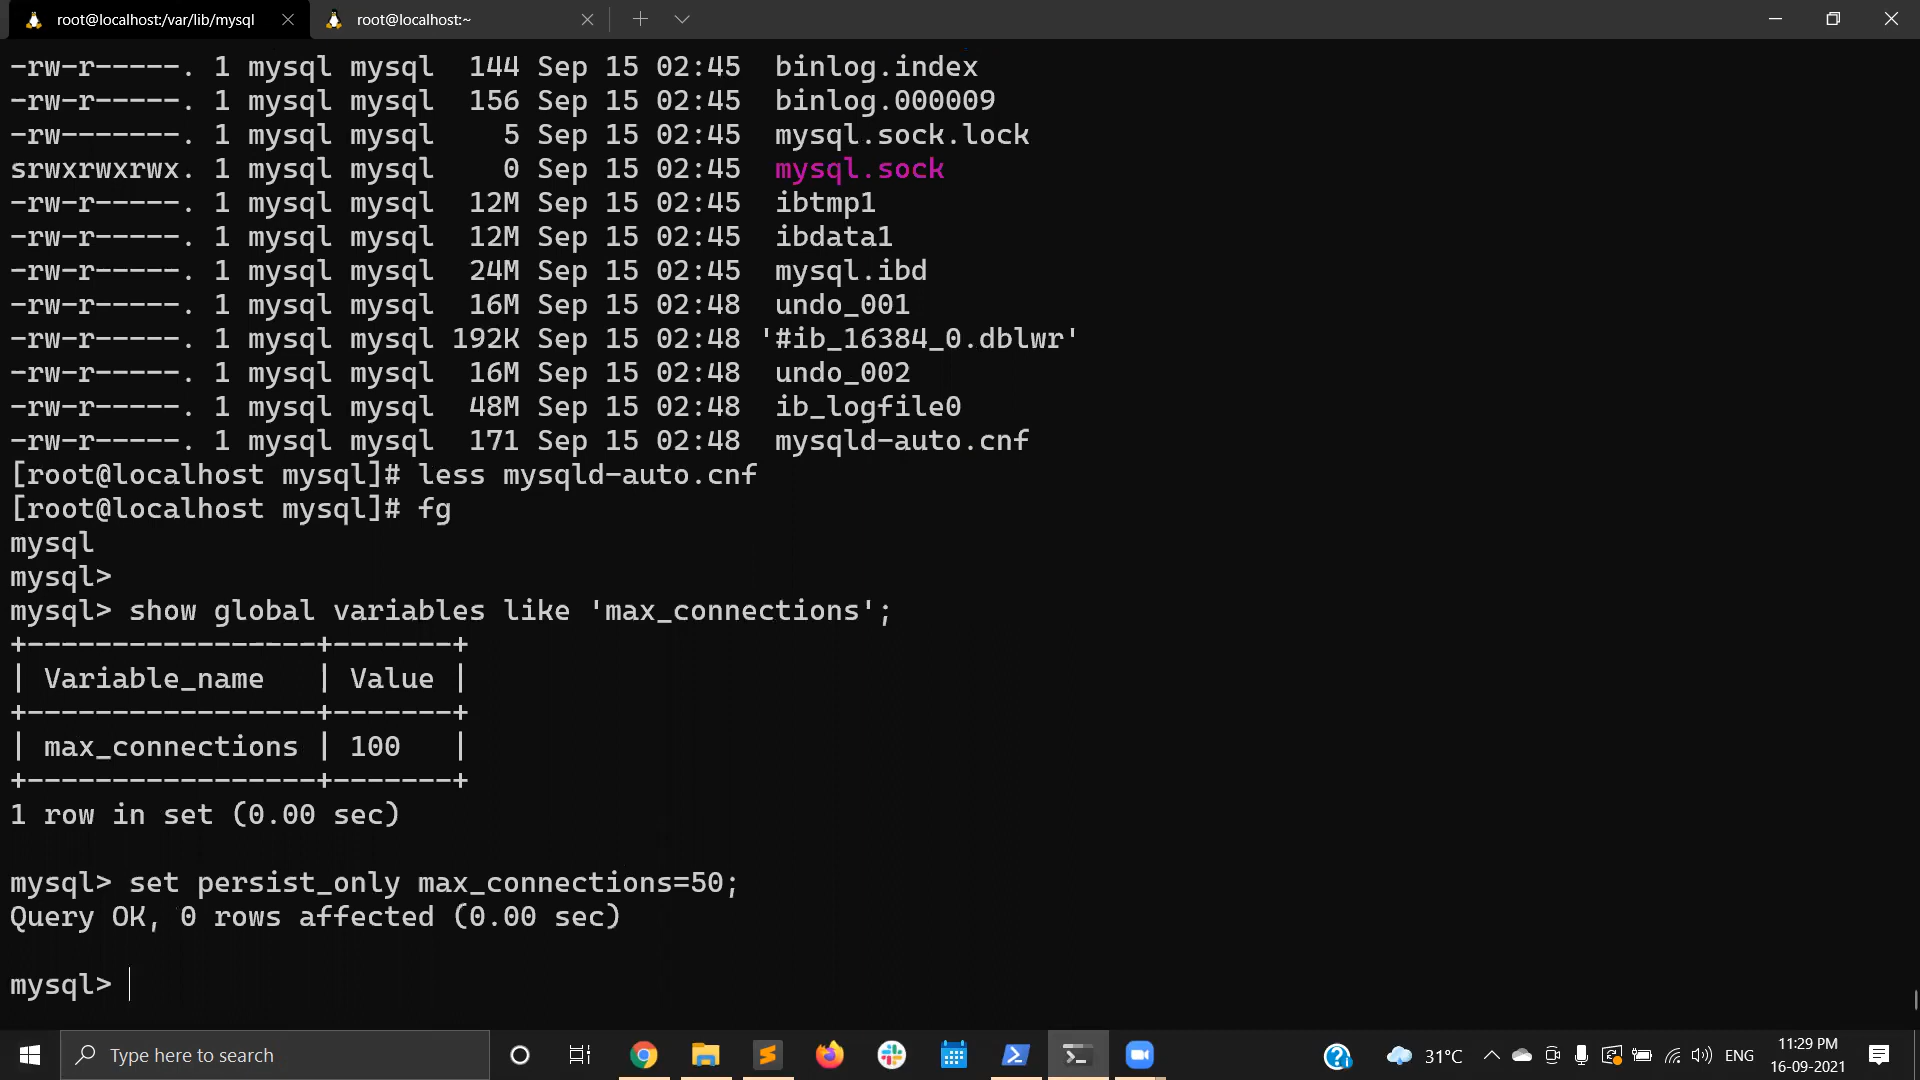 root@localhost:/var/lib/mysql
root@localhost:~
-rw-r-----. 1 mysql mysql  144 Sep 15 02:45  binlog.index
-rw-r-----. 1 mysql mysql  156 Sep 15 02:45  binlog.000009
-rw-------. 1 mysql mysql    5 Sep 15 02:45  mysql.sock.lock
srwxrwxrwx. 1 mysql mysql    0 Sep 15 02:45  mysql.sock
-rw-r-----. 1 mysql mysql  12M Sep 15 02:45  ibtmp1
-rw-r-----. 1 mysql mysql  12M Sep 15 02:45  ibdata1
-rw-r-----. 1 mysql mysql  24M Sep 15 02:45  mysql.ibd
-rw-r-----. 1 mysql mysql  16M Sep 15 02:48  undo_001
-rw-r-----. 1 mysql mysql 192K Sep 15 02:48 '#ib_16384_0.dblwr'
-rw-r-----. 1 mysql mysql  16M Sep 15 02:48  undo_002
-rw-r-----. 1 mysql mysql  48M Sep 15 02:48  ib_logfile0
-rw-r-----. 1 mysql mysql  171 Sep 15 02:48  mysqld-auto.cnf
[root@localhost mysql]# less mysqld-auto.cnf
[root@localhost mysql]# fg
mysql
mysql>
mysql> show global variables like 'max_connections';
+-----------------+-------+
| Variable_name   | Value |
+-----------------+-------+
| max_connections | 100   |
+-----------------+-------+
1 row in set (0.00 sec)
mysql> set persist_only max_connections=50;
Query OK, 0 rows affected (0.00 sec)
mysql>
Type here to search
31°C
ENG
11:29 PM
16-09-2021